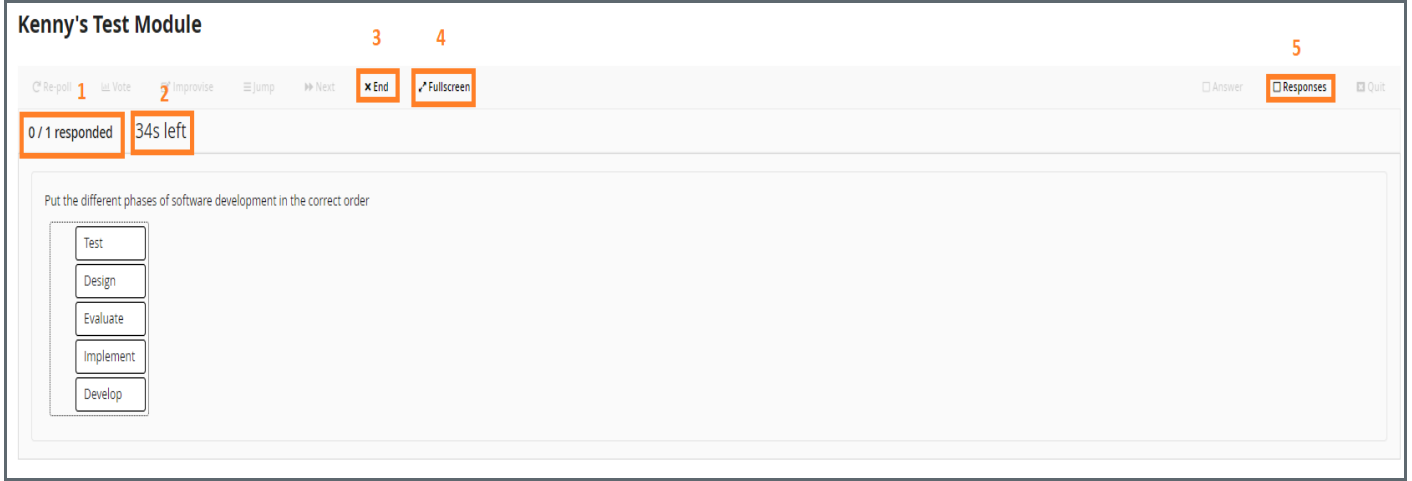 Kenny's Test Module
3 4 5
Re-poll Vote Improvise Jump Next End Fullscreen Answer Responses Quit
1 2
0 / 1 responded 34s left
Put the different phases of software development in the correct order
Test
Design
Evaluate
Implement
Develop